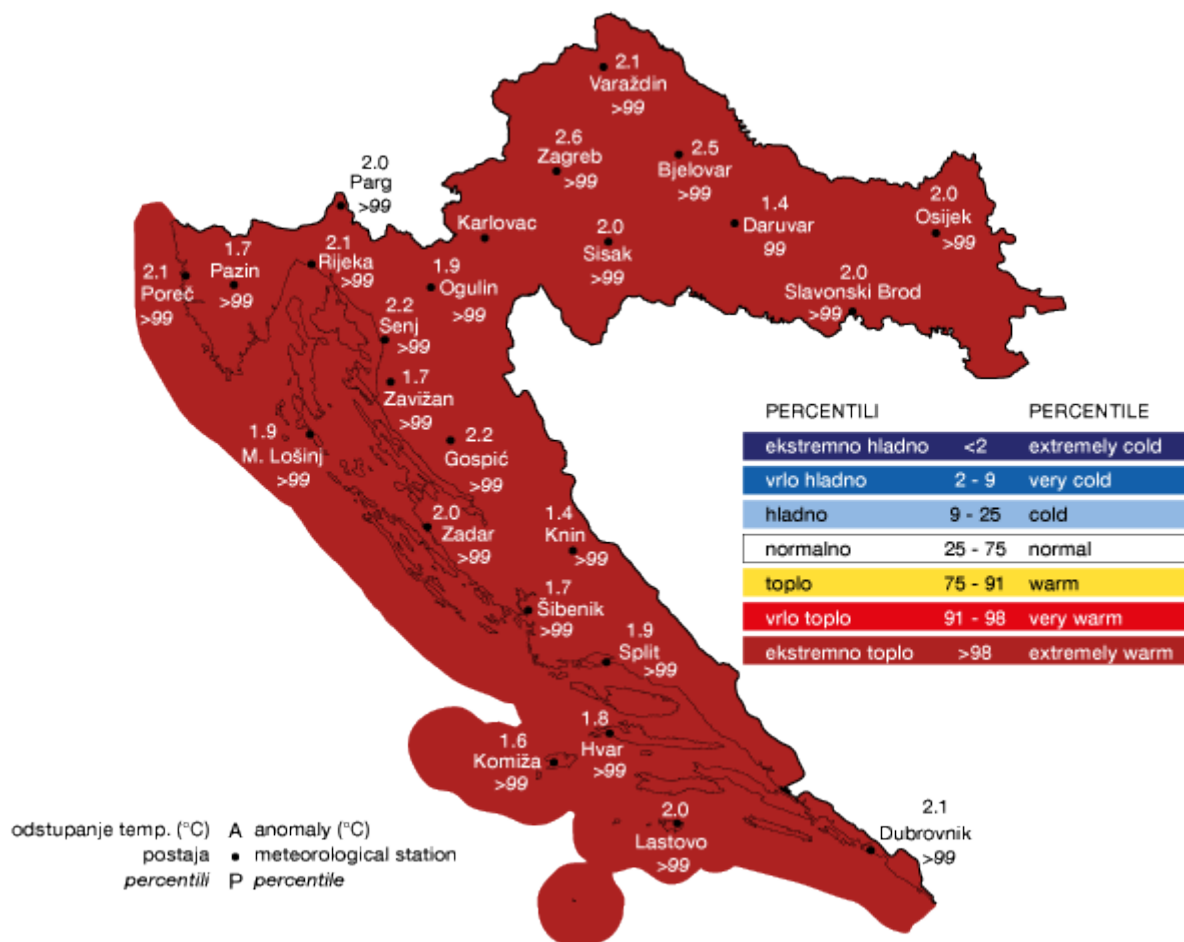 2.1
Varaždin
>99
2.6
Zagreb
>99
2.5
Bjelovar
>99
2.0
Parg
>99
1.4
Daruvar
99
2.0
Osijek
>99
Karlovac
2.0
Sisak
>99
2.1
Poreč
>99
1.7
Pazin
>99
2.1
Rijeka
>99
1.9
Ogulin
>99
2.0
Slavonski Brod
>99
2.2
Senj
>99
1.7
Zavižan
>99
1.9
M. Lošinj
>99
2.2
Gospić
>99
2.0
Zadar
>99
1.4
Knin
>99
1.7
Šibenik
>99
1.9
Split
>99
1.8
Hvar
>99
1.6
Komiža
>99
2.0
Lastovo
>99
2.1
Dubrovnik
>99
PERCENTILI PERCENTILE
ekstremno hladno <2 extremely cold
vrlo hladno 2 - 9 very cold
hladno 9 - 25 cold
normalno 25 - 75 normal
toplo 75 - 91 warm
vrlo toplo 91 - 98 very warm
ekstremno toplo >98 extremely warm
odstupanje temp. (°C) A anomaly (°C)
postaja • meteorological station
percentili P percentile